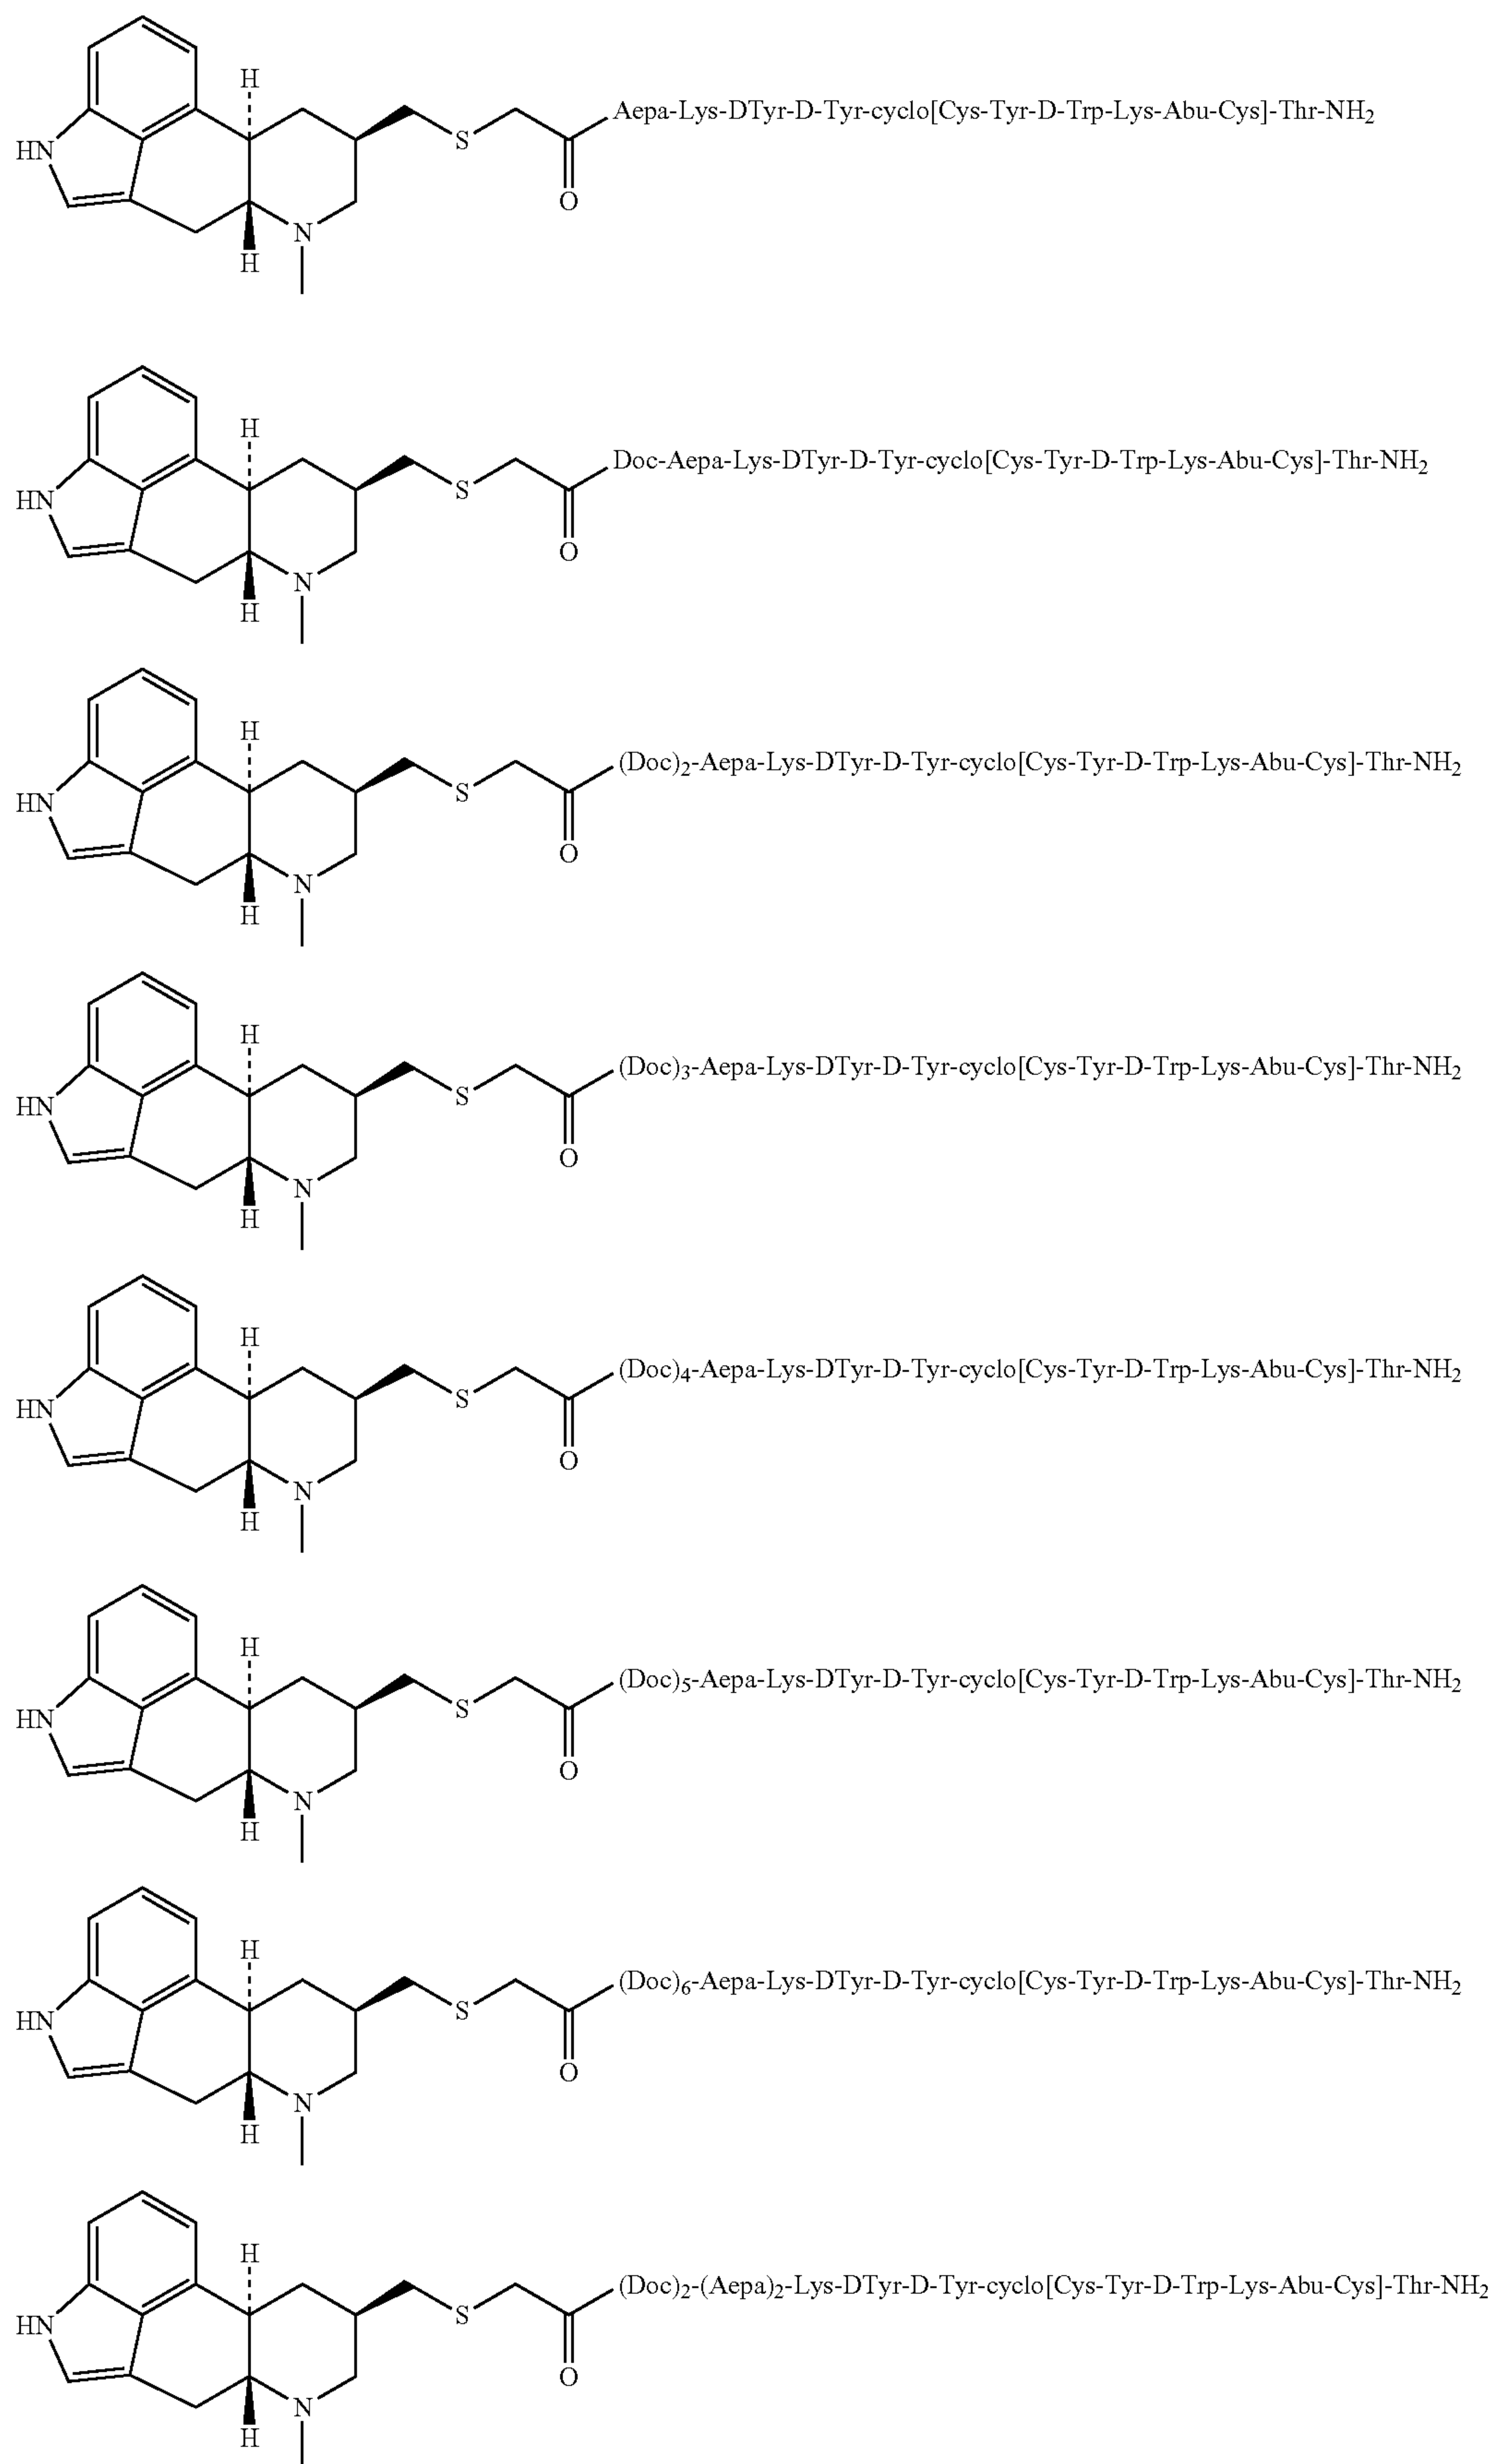 H
Aepa-Lys-DTyr-D-Tyr-cyclo[Cys-Tyr-D-Trp-Lys-Abu-Cys]-Thr-NH2
HN
S
O
N
H
H
Doc-Aepa-Lys-DTyr-D-Tyr-cyclo[Cys-Tyr-D-Trp-Lys-Abu-Cys]-Thr-NH2
HN
S
O
N
H
H
(Doc)2-Aepa-Lys-DTyr-D-Tyr-cyclo[Cys-Tyr-D-Trp-Lys-Abu-Cys]-Thr-NH2
HN
S
O
N
H
H
(Doc)3-Aepa-Lys-DTyr-D-Tyr-cyclo[Cys-Tyr-D-Trp-Lys-Abu-Cys]-Thr-NH2
HN
S
O
N
H
H
(Doc)4-Aepa-Lys-DTyr-D-Tyr-cyclo[Cys-Tyr-D-Trp-Lys-Abu-Cys]-Thr-NH2
HN
S
O
N
H
H
(Doc)5-Aepa-Lys-DTyr-D-Tyr-cyclo[Cys-Tyr-D-Trp-Lys-Abu-Cys]-Thr-NH2
HN
S
O
N
H
H
(Doc)6-Aepa-Lys-DTyr-D-Tyr-cyclo[Cys-Tyr-D-Trp-Lys-Abu-Cys]-Thr-NH2
HN
S
O
N
H
H
(Doc)2-(Aepa)2-Lys-DTyr-D-Tyr-cyclo[Cys-Tyr-D-Trp-Lys-Abu-Cys]-Thr-NH2
HN
S
O
N
H